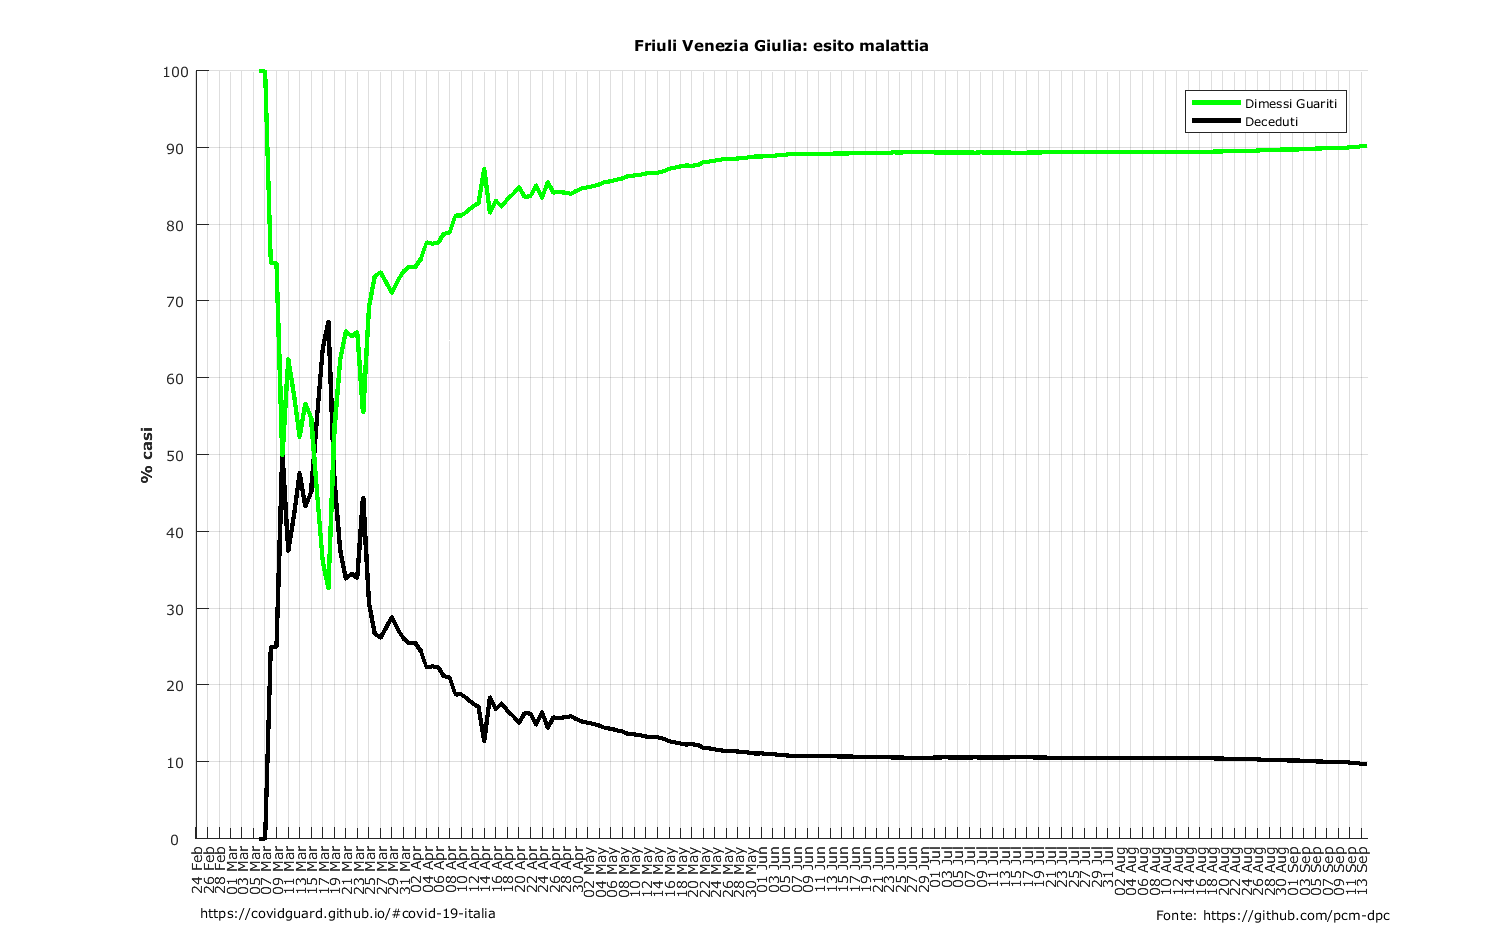 Friuli Venezia Giulia: esito malattia
100
90
80
70
60
50
40
30
20
10
0
% casi
Dimessi Guariti
Deceduti
24 Feb
26 Feb
28 Feb
01 Mar
03 Mar
05 Mar
07 Mar
09 Mar
11 Mar
13 Mar
15 Mar
17 Mar
19 Mar
21 Mar
23 Mar
25 Mar
27 Mar
29 Mar
31 Mar
02 Apr
04 Apr
06 Apr
08 Apr
10 Apr
12 Apr
14 Apr
16 Apr
18 Apr
20 Apr
22 Apr
24 Apr
26 Apr
28 Apr
30 Apr
02 May
04 May
06 May
08 May
10 May
12 May
14 May
16 May
18 May
20 May
22 May
24 May
26 May
28 May
30 May
01 Jun
03 Jun
05 Jun
07 Jun
09 Jun
11 Jun
13 Jun
15 Jun
17 Jun
19 Jun
21 Jun
23 Jun
25 Jun
27 Jun
29 Jun
01 Jul
03 Jul
05 Jul
07 Jul
09 Jul
11 Jul
13 Jul
15 Jul
17 Jul
19 Jul
21 Jul
23 Jul
25 Jul
27 Jul
29 Jul
31 Jul
02 Aug
04 Aug
06 Aug
08 Aug
10 Aug
12 Aug
14 Aug
16 Aug
18 Aug
20 Aug
22 Aug
24 Aug
26 Aug
28 Aug
30 Aug
01 Sep
03 Sep
05 Sep
07 Sep
09 Sep
11 Sep
13 Sep
https://covidguard.github.io/#covid-19-italia
Fonte: https://github.com/pcm-dpc